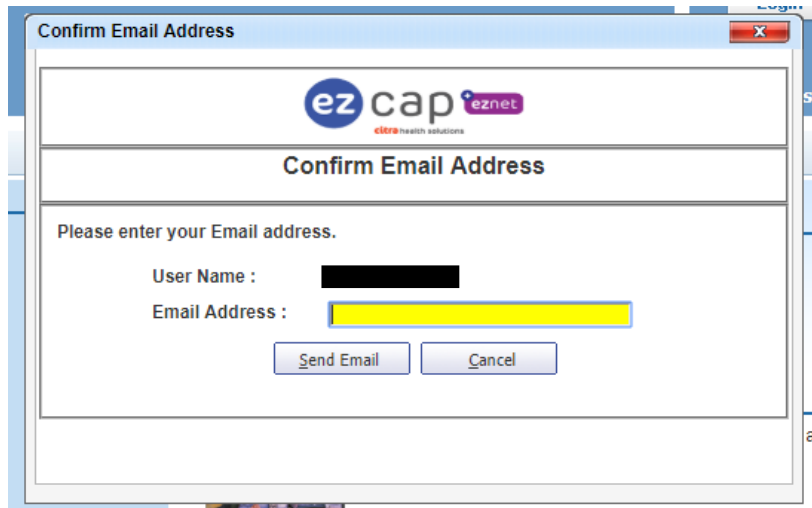 Login
Confirm Email Address
x
s
ez cap +eznet
citra health solutions
Confirm Email Address
Please enter your Email address.
User Name :
Email Address :
Send Email
Cancel
a